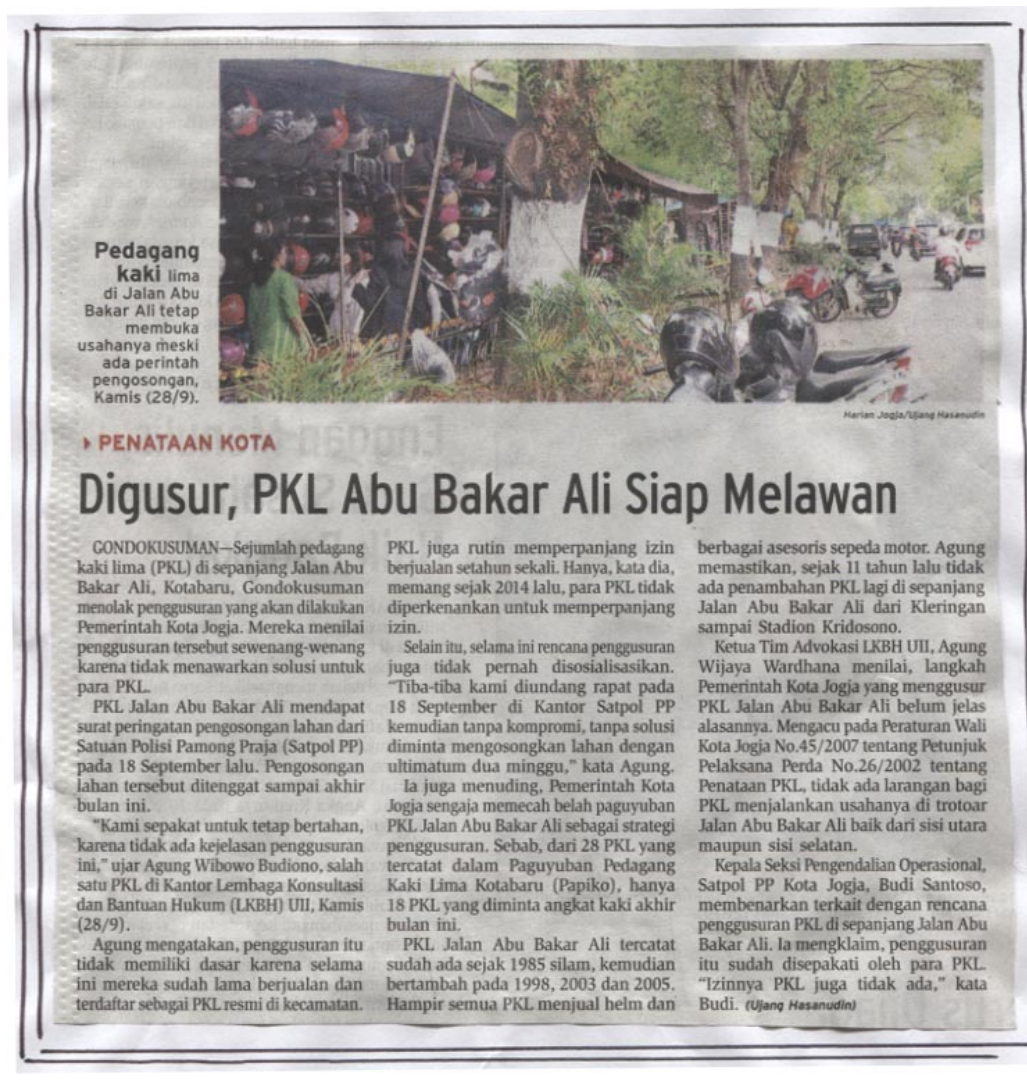 Pedagang
kaki lima
di Jalan Abu
Bakar Ali tetap
membuka
usahanya meski
ada perintah
pengosongan,
Kamis (28/9).
Harian Jogja/Ujang Hasanudin
PENATAAN KOTA
Digusur, PKL Abu Bakar Ali Siap Melawan
GONDOKUSUMAN—Sejumlah pedagang
kaki lima (PKL) di sepanjang Jalan Abu
Bakar Ali, Kotabaru, Gondokusuman
menolak penggusuran yang akan dilakukan
Pemerintah Kota Jogja. Mereka menilai
penggusuran tersebut sewenang-wenang
karena tidak menawarkan solusi untuk
para PKL.
PKL Jalan Abu Bakar Ali mendapat
surat peringatan pengosongan lahan dari
Satuan Polisi Pamong Praja (Satpol PP)
pada 18 September lalu. Pengosongan
lahan tersebut ditenggat sampai akhir
bulan ini.
"Kami sepakat untuk tetap bertahan,
karena tidak ada kejelasan penggusuran
ini," ujar Agung Wibowo Budiono, salah
satu PKL di Kantor Lembaga Konsultasi
dan Bantuan Hukum (LKBH) UII, Kamis
(28/9).
Agung mengatakan, penggusuran itu
tidak memiliki dasar karena selama
ini mereka sudah lama berjualan dan
terdaftar sebagai PKL resmi di kecamatan.
PKL juga rutin memperpanjang izin
berjualan setahun sekali. Hanya, kata dia,
memang sejak 2014 lalu, para PKL tidak
diperkenankan untuk memperpanjang
izin.
Selain itu, selama ini rencana penggusuran
juga tidak pernah disosialisasikan.
"Tiba-tiba kami diundang rapat pada
18 September di Kantor Satpol PP
kemudian tanpa kompromi, tanpa solusi
diminta mengosongkan lahan dengan
ultimatum dua minggu," kata Agung.
Ia juga menuding, Pemerintah Kota
Jogja sengaja memecah belah paguyuban
PKL Jalan Abu Bakar Ali sebagai strategi
penggusuran. Sebab, dari 28 PKL yang
tercatat dalam Paguyuban Pedagang
Kaki Lima Kotabaru (Papiko), hanya
18 PKL yang diminta angkat kaki akhir
bulan ini.
PKL Jalan Abu Bakar Ali tercatat
sudah ada sejak 1985 silam, kemudian
bertambah pada 1998, 2003 dan 2005.
Hampir semua PKL menjual helm dan
berbagai asesoris sepeda motor. Agung
memastikan, sejak 11 tahun lalu tidak
ada penambahan PKL lagi di sepanjang
Jalan Abu Bakar Ali dari Kleringan
sampai Stadion Kridosono.
Ketua Tim Advokasi LKBH UII, Agung
Wijaya Wardhana menilai, langkah
Pemerintah Kota Jogja yang menggusur
PKL Jalan Abu Bakar Ali belum jelas
alasannya. Mengacu pada Peraturan Wali
Kota Jogja No.45/2007 tentang Petunjuk
Pelaksana Perda No.26/2002 tentang
Penataan PKL, tidak ada larangan bagi
PKL menjalankan usahanya di trotoar
Jalan Abu Bakar Ali baik dari sisi utara
maupun sisi selatan.
Kepala Seksi Pengendalian Operasional,
Satpol PP Kota Jogja, Budi Santoso,
membenarkan terkait dengan rencana
penggusuran PKL di sepanjang Jalan Abu
Bakar Ali. Ia mengklaim, penggusuran
itu sudah disepakati oleh para PKL.
"Izinnya PKL juga tidak ada," kata
Budi. (Ujang Hasanudin)